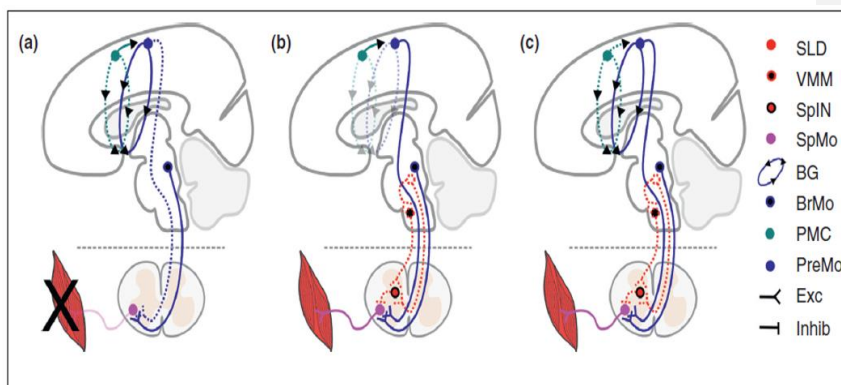 (a)
(b)
(c)
SLD
VMM
SpIN
SpMo
BG
BrMo
PMC
PreMo
Exc
Inhib